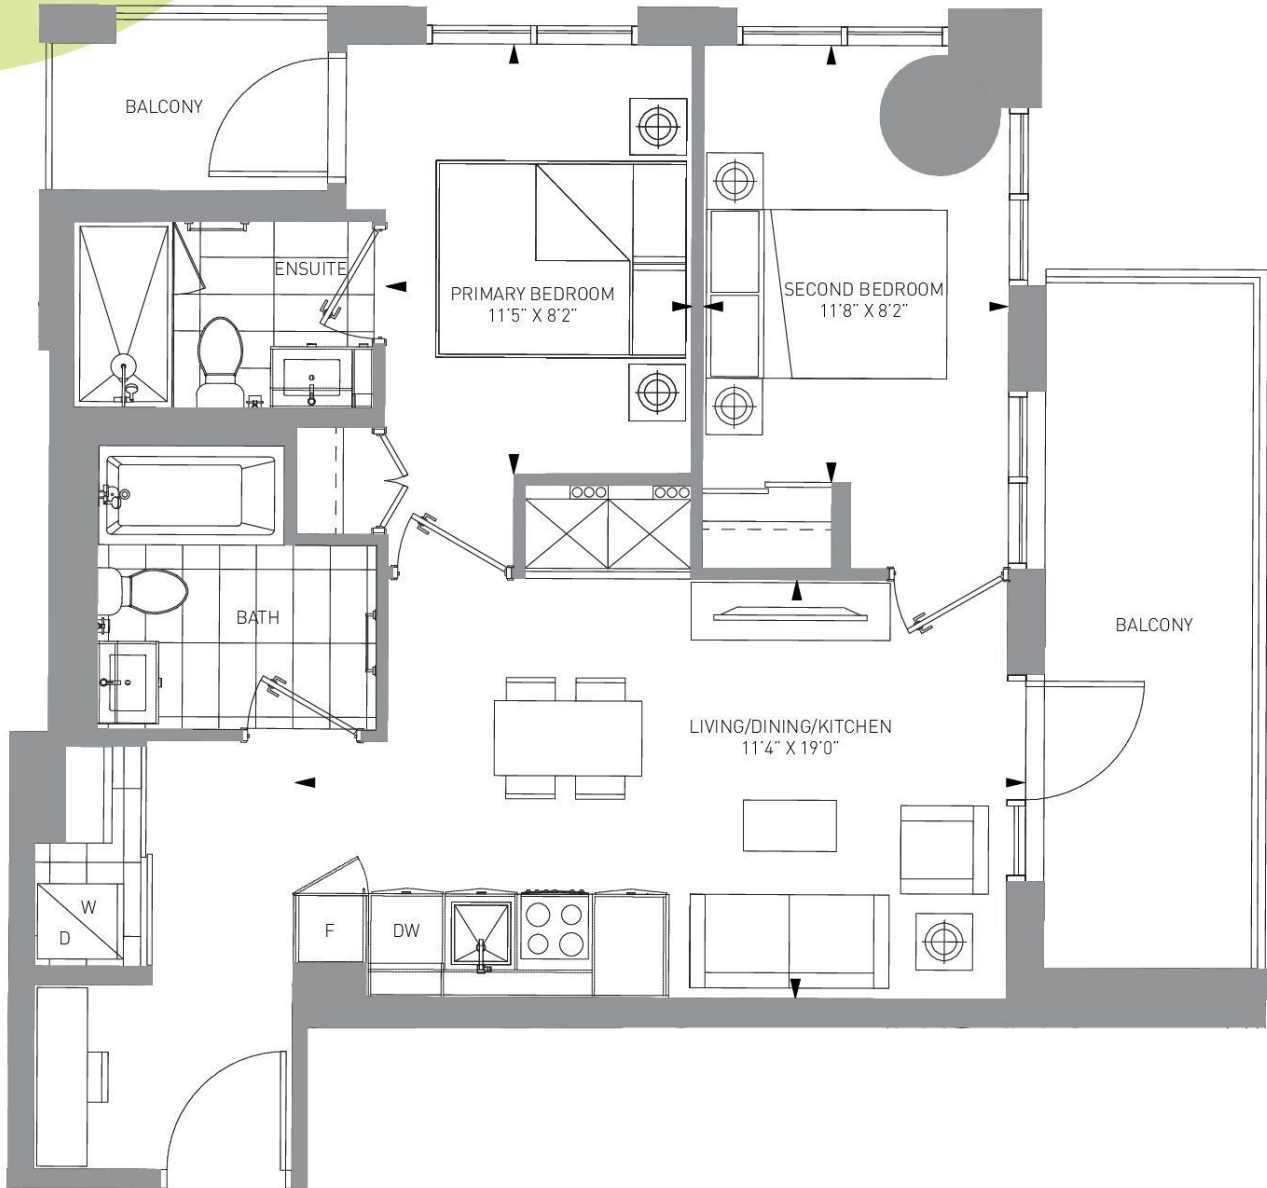 BALCONY
ENSUITE
PRIMARY BEDROOM
11'5" X 8'2"
SECOND BEDROOM
11'8" X 8'2"
BATH
BALCONY
LIVING/DINING/KITCHEN
11'4" X 19'0"
W
D
F
DW